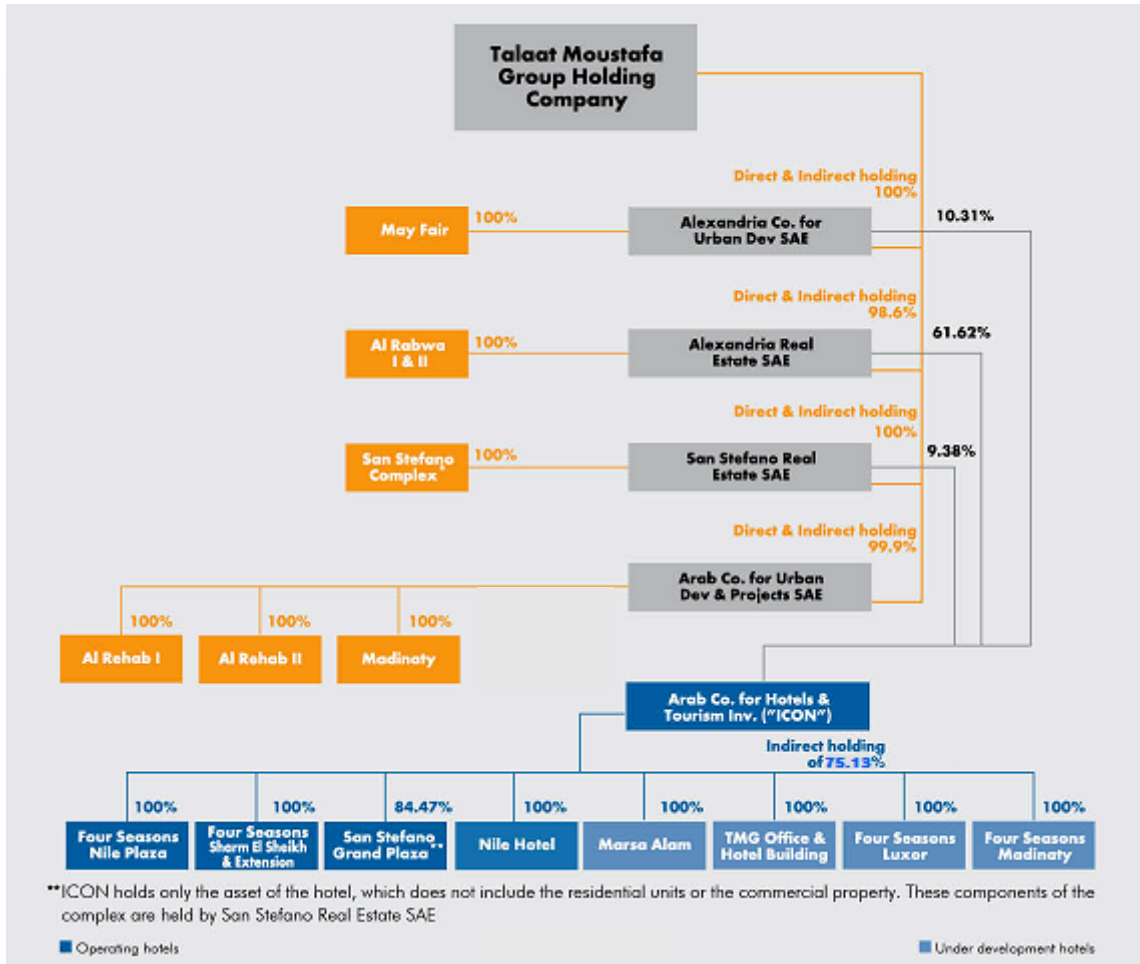 Talaat Moustafa
Group Holding
Company
Direct & Indirect holding
100%
10.31%
May Fair
100%
Alexandria Co. for
Urban Dev SAE
Direct & Indirect holding
98.6%
61.62%
Al Rabwa
I & II
100%
Alexandria Real
Estate SAE
Direct & Indirect holding
100%
9.38%
San Stefano
Complex*
100%
San Stefano Real
Estate SAE
Direct & Indirect holding
99.9%
Arab Co. for Urban
Dev & Projects SAE
100%
100%
100%
Al Rehab I
Al Rehab II
Madinaty
Arab Co. for Hotels &
Tourism Inv. ("ICON")
Indirect holding
of 75.13%
100%
100%
84.47%
100%
100%
100%
100%
100%
Four Seasons
Nile Plaza
Four Seasons
Sharm El Sheikh
& Extension
San Stefano
Grand Plaza**
Nile Hotel
Marsa Alam
TMG Office &
Hotel Building
Four Seasons
Luxor
Four Seasons
Madinaty
**ICON holds only the asset of the hotel, which does not include the residential units or the commercial property. These components of the
complex are held by San Stefano Real Estate SAE
Operating hotels
Under development hotels